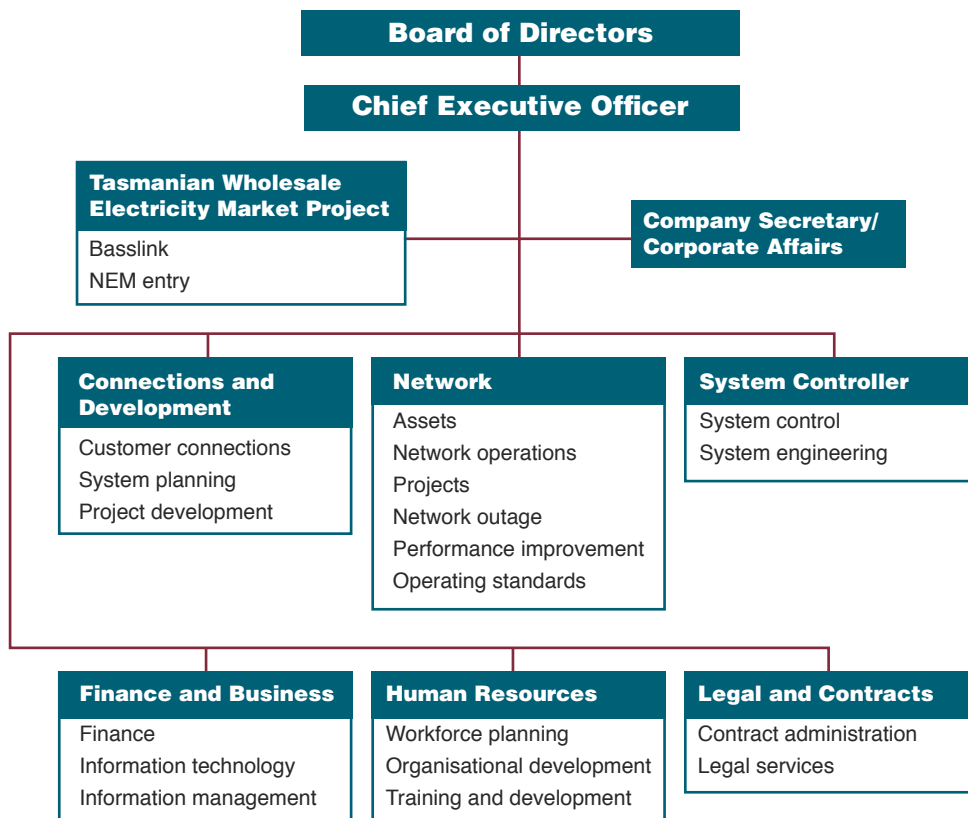 Board of Directors
Chief Executive Officer
Tasmanian Wholesale
Electricity Market Project
Basslink
NEM entry
Company Secretary/
Corporate Affairs
Connections and
Development
Customer connections
System planning
Project development
Network
Assets
Network operations
Projects
Network outage
Performance improvement
Operating standards
System Controller
System control
System engineering
Finance and Business
Finance
Information technology
Information management
Human Resources
Workforce planning
Organisational development
Training and development
Legal and Contracts
Contract administration
Legal services